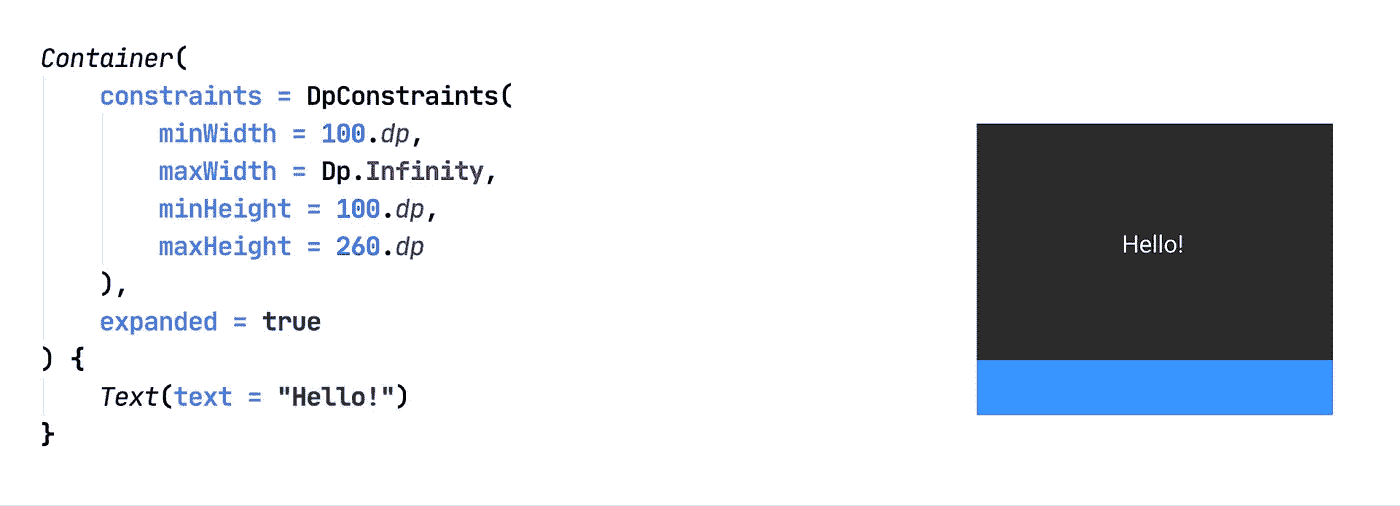 Container(
    constraints = DpConstraints(
        minWidth = 100.dp,
        maxWidth = Dp.Infinity,
        minHeight = 100.dp,
        maxHeight = 260.dp
    ),
    expanded = true
) {
    Text(text = "Hello!")
}
Hello!